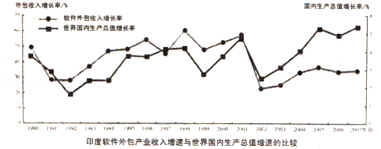 外包收入增长率/%
国内生产总值增长率/%
软件外包收入增长率
世界国内生产总值增长率
1990 1991 1992 1993 1994 1995 1996 1997 1998 1999 2000 2001 2002 2003 2004 2005 2006 2007/年
印度软件外包产业收入增速与世界国内生产总值增速的比较